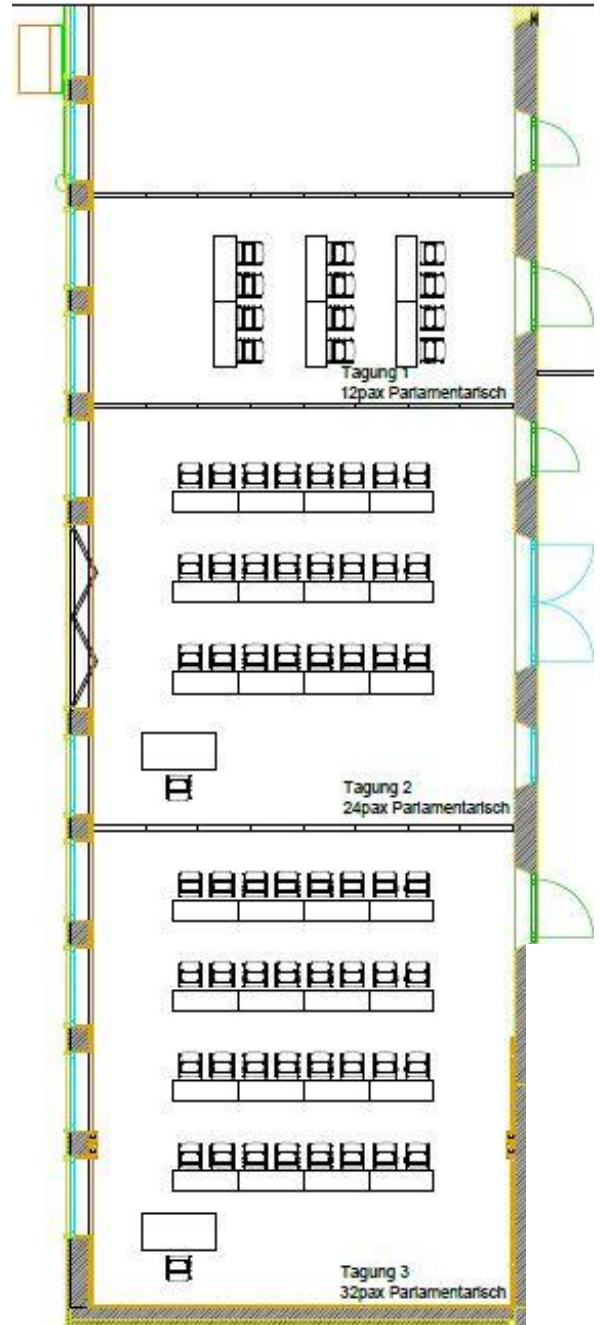 Tagung 1
12pax Parlamentarisch
Tagung 2
24pax Parlamentarisch
Tagung 3
32pax Parlamentarisch